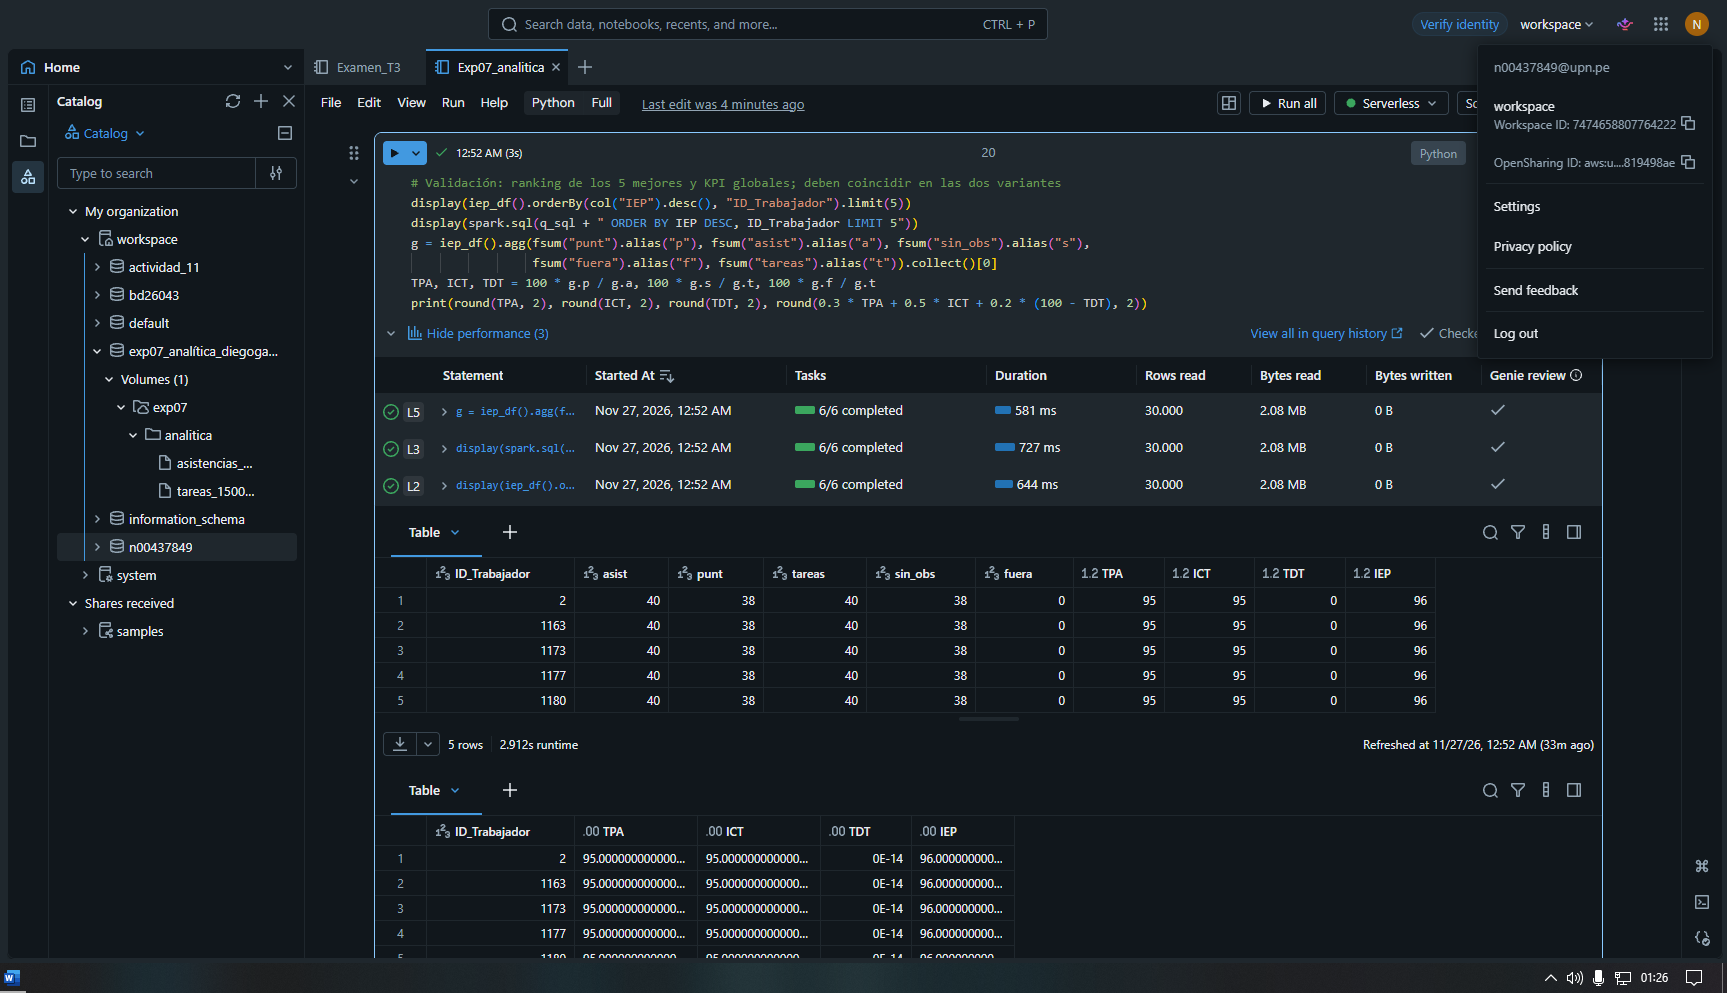 Search data, notebooks, recents, and more... CTRL + P
Verify identity workspace N
Home
Examen_T3 Exp07_analitica
n00437849@upn.pe
workspace
Workspace ID: 7474658807764222
OpenSharing ID: aws:u....819498ae
Settings
Privacy policy
Send feedback
Log out
Catalog
Catalog
Type to search
My organization
workspace
actividad_11
bd26043
default
exp07_analítica_diegoga...
Volumes (1)
exp07
analitica
asistencias_...
tareas_1500...
information_schema
n00437849
system
Shares received
samples
File Edit View Run Help Python Full Last edit was 4 minutes ago Run all Serverless Sc
12:52 AM (3s) 20 Python
# Validación: ranking de los 5 mejores y KPI globales; deben coincidir en las dos variantes
display(iep_df().orderBy(col("IEP").desc(), "ID_Trabajador").limit(5))
display(spark.sql(q_sql + " ORDER BY IEP DESC, ID_Trabajador LIMIT 5"))
g = iep_df().agg(fsum("punt").alias("p"), fsum("asist").alias("a"), fsum("sin_obs").alias("s"),
fsum("fuera").alias("f"), fsum("tareas").alias("t")).collect()[0]
TPA, ICT, TDT = 100 * g.p / g.a, 100 * g.s / g.t, 100 * g.f / g.t
print(round(TPA, 2), round(ICT, 2), round(TDT, 2), round(0.3 * TPA + 0.5 * ICT + 0.2 * (100 - TDT), 2))
Hide performance (3) View all in query history Checke
Statement Started At Tasks Duration Rows read Bytes read Bytes written Genie review
L5 g = iep_df().agg(f... Nov 27, 2026, 12:52 AM 6/6 completed 581 ms 30.000 2.08 MB 0 B
L3 display(spark.sql(... Nov 27, 2026, 12:52 AM 6/6 completed 727 ms 30.000 2.08 MB 0 B
L2 display(iep_df().o... Nov 27, 2026, 12:52 AM 6/6 completed 644 ms 30.000 2.08 MB 0 B
Table
ID_Trabajador asist punt tareas sin_obs fuera 1.2 TPA 1.2 ICT 1.2 TDT 1.2 IEP
1 2 40 38 40 38 0 95 95 0 96
2 1163 40 38 40 38 0 95 95 0 96
3 1173 40 38 40 38 0 95 95 0 96
4 1177 40 38 40 38 0 95 95 0 96
5 1180 40 38 40 38 0 95 95 0 96
5 rows 2.912s runtime Refreshed at 11/27/26, 12:52 AM (33m ago)
Table
ID_Trabajador .00 TPA .00 ICT .00 TDT .00 IEP
1 2 95.000000000000... 95.000000000000... 0E-14 96.000000000...
2 1163 95.000000000000... 95.000000000000... 0E-14 96.000000000...
3 1173 95.000000000000... 95.000000000000... 0E-14 96.000000000...
4 1177 95.000000000000... 95.000000000000... 0E-14 96.000000000...
01:26